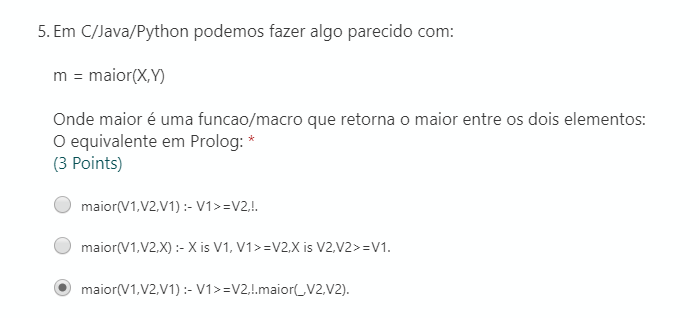 5. Em C/Java/Python podemos fazer algo parecido com:
m = maior(X,Y)
Onde maior é uma funcao/macro que retorna o maior entre os dois elementos:
O equivalente em Prolog: *
(3 Points)
maior(V1,V2,V1) :- V1>=V2,!.
maior(V1,V2,X) :- X is V1, V1>=V2,X is V2,V2>=V1.
maior(V1,V2,V1) :- V1>=V2,!.maior(_,V2,V2).